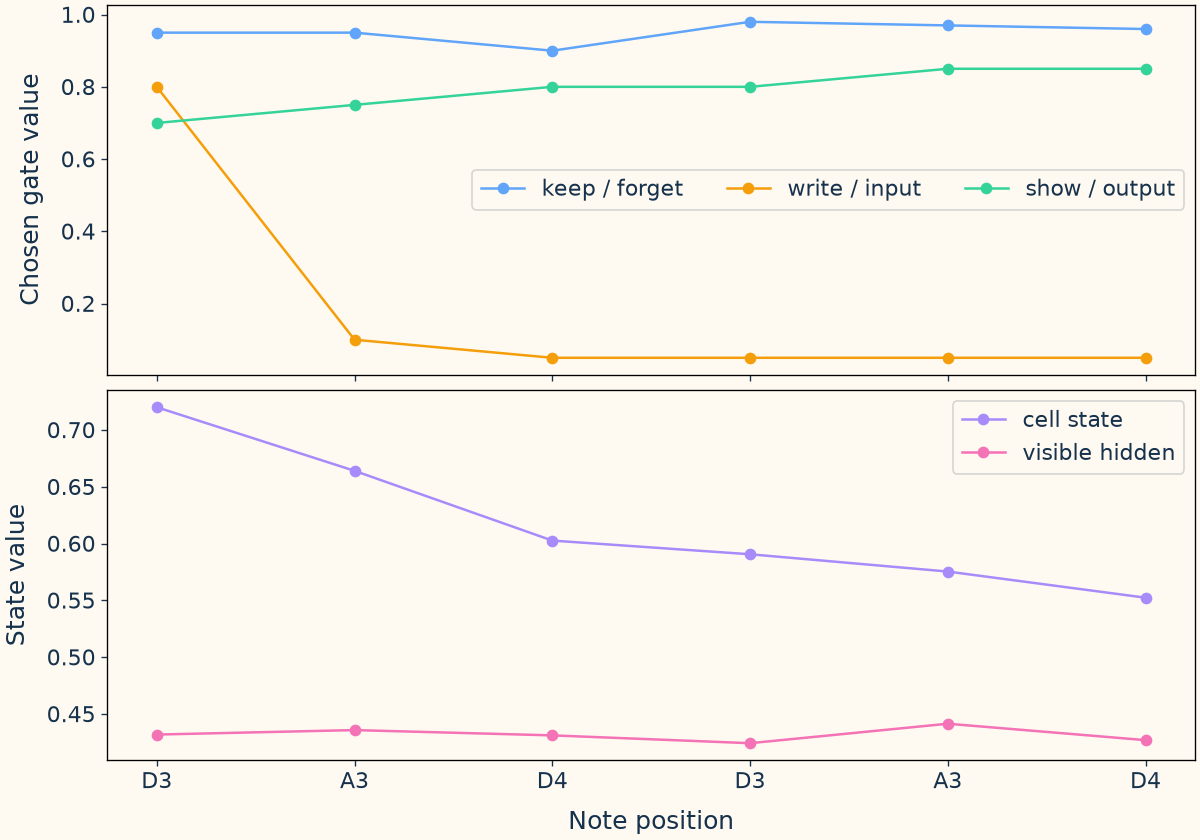 Chosen gate value
1.0
0.8
0.6
0.4
0.2
keep / forget write / input show / output
State value
0.70
0.65
0.60
0.55
0.50
0.45
cell state
visible hidden
D3 A3 D4 D3 A3 D4
Note position